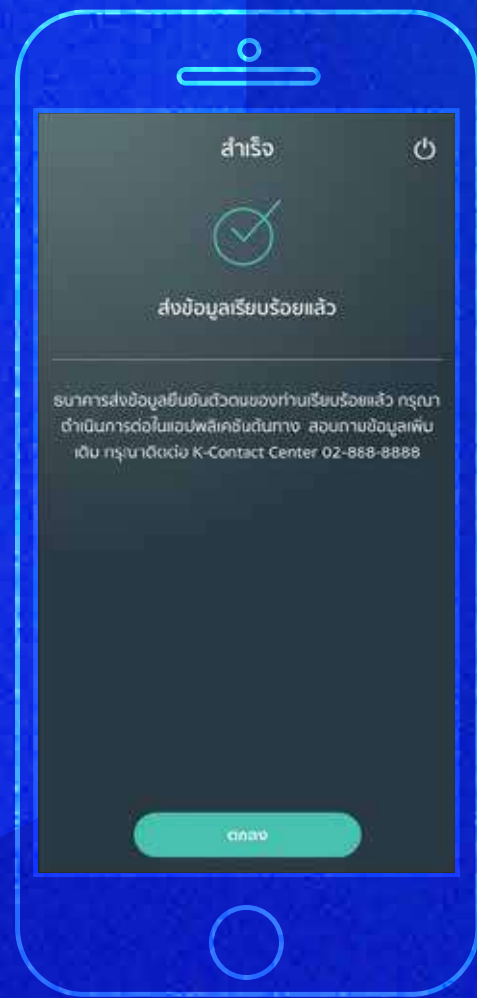 สำเร็จ
ส่งข้อมูลเรียบร้อยแล้ว
ธนาคารส่งข้อมูลยืนยันตัวตนของท่านเรียบร้อยแล้ว กรุณา
ดำเนินการต่อในแอปพลิเคชันต้นทาง สอบถามข้อมูลเพิ่ม
เติม กรุณาติดต่อ K-Contact Center 02-888-8888
ตกลง